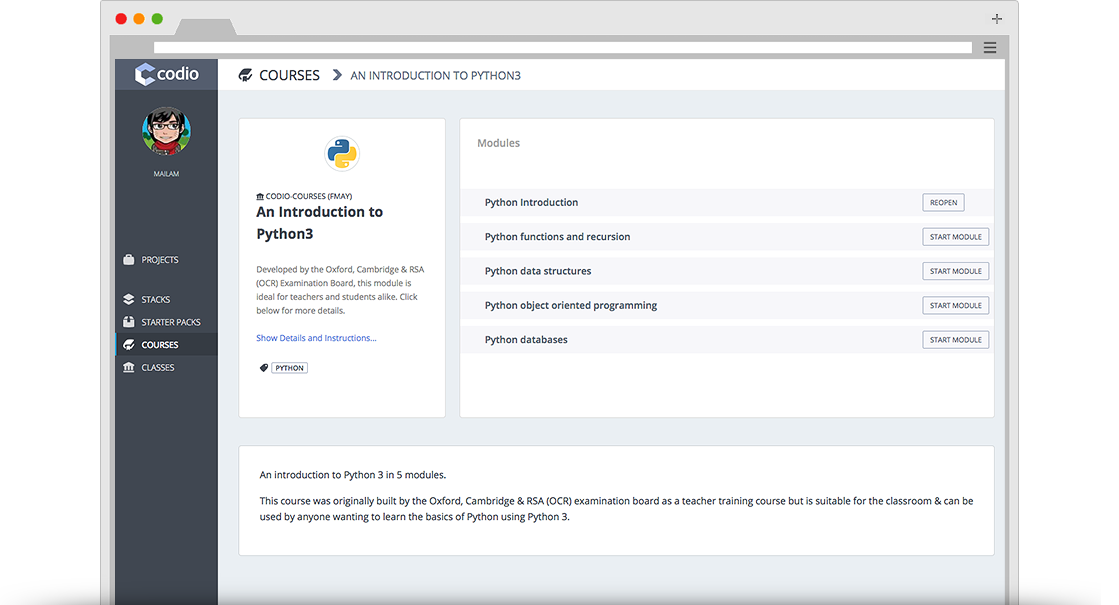 codio
COURSES
AN INTRODUCTION TO PYTHON3
MAILAM
PROJECTS
STACKS
STARTER PACKS
COURSES
CLASSES
CODIO-COURSES (FMAY)
An Introduction to
Python3
Developed by the Oxford, Cambridge & RSA
(OCR) Examination Board, this module is
ideal for teachers and students alike. Click
below for more details.
Show Details and Instructions...
PYTHON
Modules
Python Introduction
REOPEN
Python functions and recursion
START MODULE
Python data structures
START MODULE
Python object oriented programming
START MODULE
Python databases
START MODULE
An introduction to Python 3 in 5 modules.
This course was originally built by the Oxford, Cambridge & RSA (OCR) examination board as a teacher training course but is suitable for the classroom & can be
used by anyone wanting to learn the basics of Python using Python 3.